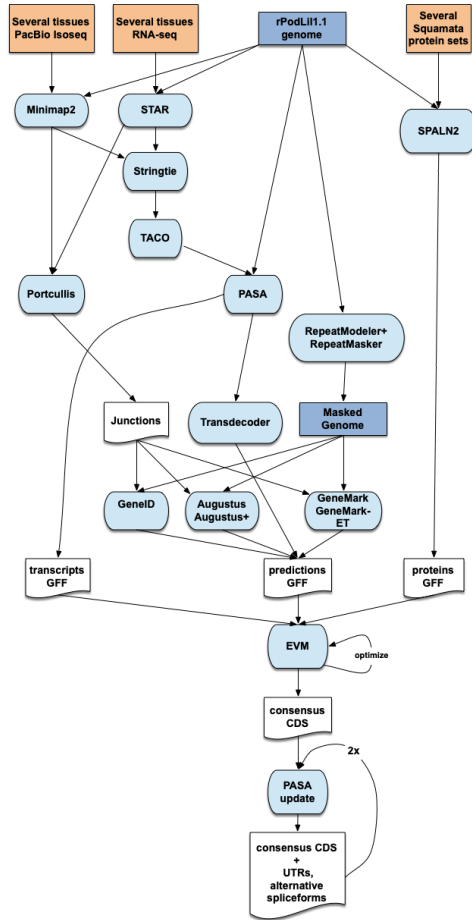 Several tissues
PacBio Isoseq
Several tissues
RNA-seq
rPodLil1.1
genome
Several
Squamata
protein sets
Minimap2
STAR
SPALN2
Stringtie
TACO
Portcullis
PASA
RepeatModeler+
RepeatMasker
Junctions
Transdecoder
Masked
Genome
GeneID
Augustus
Augustus+
GeneMark
GeneMark-
ET
transcripts
GFF
predictions
GFF
proteins
GFF
EVM
optimize
consensus
CDS
2x
PASA
update
consensus CDS
+
UTRs,
alternative
spliceforms